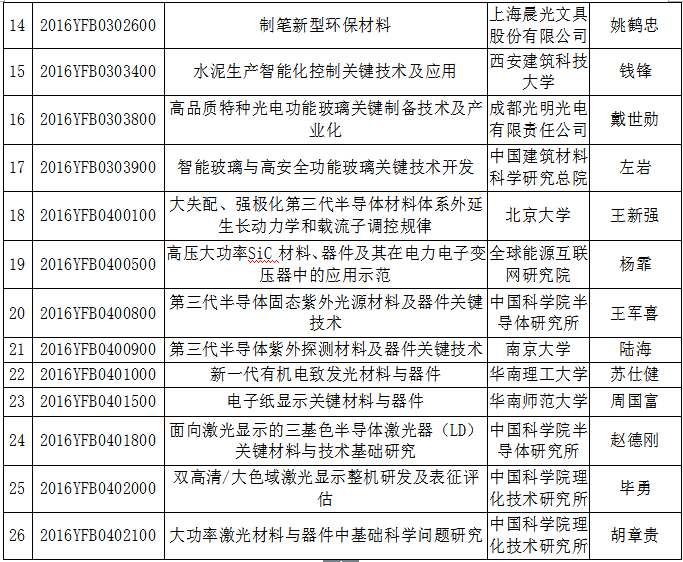 14 2016YFB0302600 制笔新型环保材料 上海晨光文具股份有限公司 姚鹤忠
15 2016YFB0303400 水泥生产智能化控制关键技术及应用 西安建筑科技大学 钱锋
16 2016YFB0303800 高品质特种光电功能玻璃关键制备技术及产业化 成都光明光电有限责任公司 戴世勋
17 2016YFB0303900 智能玻璃与高安全功能玻璃关键技术开发 中国建筑材料科学研究总院 左岩
18 2016YFB0400100 大失配、强极化第三代半导体材料体系外延生长动力学和载流子调控规律 北京大学 王新强
19 2016YFB0400500 高压大功率SiC材料、器件及其在电力电子变压器中的应用示范 全球能源互联网研究院 杨霏
20 2016YFB0400800 第三代半导体固态紫外光源材料及器件关键技术 中国科学院半导体研究所 王军喜
21 2016YFB0400900 第三代半导体紫外探测材料及器件关键技术 南京大学 陆海
22 2016YFB0401000 新一代有机电致发光材料与器件 华南理工大学 苏仕健
23 2016YFB0401500 电子纸显示关键材料与器件 华南师范大学 周国富
24 2016YFB0401800 面向激光显示的三基色半导体激光器（LD）关键材料与技术基础研究 中国科学院半导体研究所 赵德刚
25 2016YFB0402000 双高清/大色域激光显示整机研发及表征评估 中国科学院理化技术研究所 毕勇
26 2016YFB0402100 大功率激光材料与器件中基础科学问题研究 中国科学院理化技术研究所 胡章贵